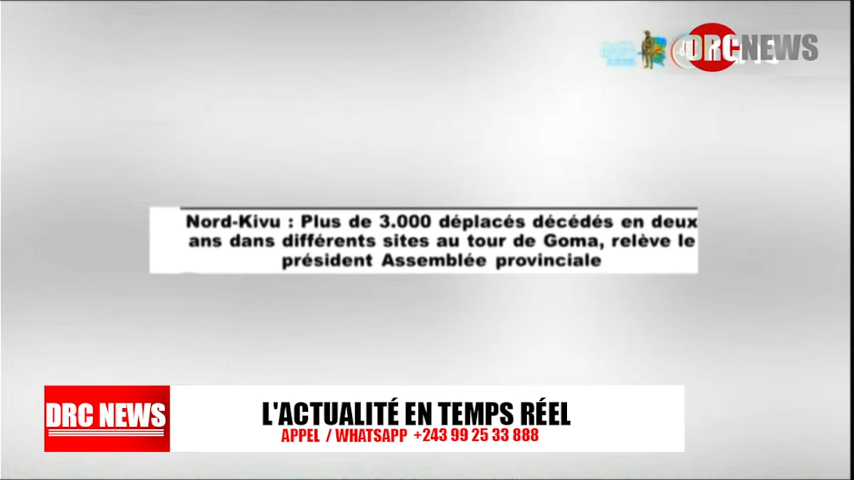 DRCNEWS
Nord-Kivu : Plus de 3.000 déplacés décédés en deux
ans dans différents sites au tour de Goma, relève le
président Assemblée provinciale
DRC NEWS
L'ACTUALITÉ EN TEMPS RÉEL
APPEL / WHATSAPP +243 99 25 33 888